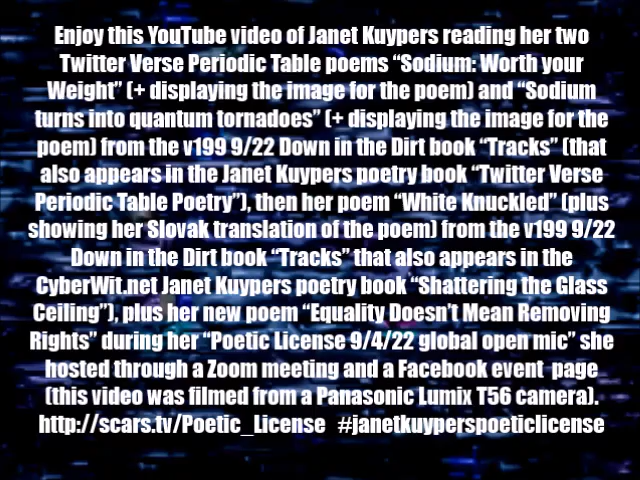 Enjoy this YouTube video of Janet Kuypers reading her two
Twitter Verse Periodic Table poems “Sodium: Worth your
Weight” (+ displaying the image for the poem) and “Sodium
turns into quantum tornadoes” (+ displaying the image for the
poem) from the v199 9/22 Down in the Dirt book “Tracks” (that
also appears in the Janet Kuypers poetry book “Twitter Verse
Periodic Table Poetry”), then her poem “White Knuckled” (plus
showing her Slovak translation of the poem) from the v199 9/22
Down in the Dirt book “Tracks” that also appears in the
CyberWit.net Janet Kuypers poetry book “Shattering the Glass
Ceiling”), plus her new poem “Equality Doesn’t Mean Removing
Rights” during her “Poetic License 9/4/22 global open mic” she
hosted through a Zoom meeting and a Facebook event page
(this video was filmed from a Panasonic Lumix T56 camera).
http://scars.tv/Poetic_License #janetkuyperspoeticlicense